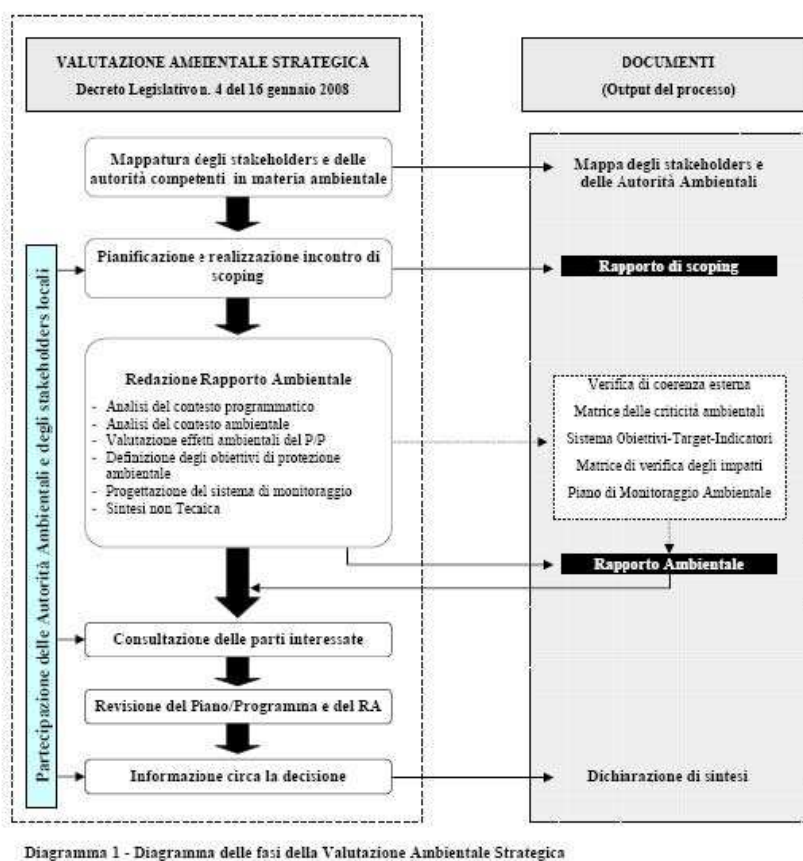 VALUTAZIONE AMBIENTALE STRATEGICA
Decreto Legislativo n. 4 del 16 gennaio 2008
DOCUMENTI
(Output del processo)
Mappatura degli stakeholders e delle
autorità competenti in materia ambientale
Mappa degli stakeholders e
delle Autorità Ambientali
Partecipazione delle Autorità Ambientali e degli stakeholders locali
Pianificazione e realizzazione incontro di
scoping
Rapporto di scoping
Redazione Rapporto Ambientale
- Analisi del contesto programmatico
- Analisi del contesto ambientale
- Valutazione effetti ambientali del P/P
- Definizione degli obiettivi di protezione
ambientale
- Progettazione del sistema di monitoraggio
- Sintesi non Tecnica
Verifica di coerenza esterna
Matrice delle criticità ambientali
Sistema Obiettivi-Target-Indicatori
Matrice di verifica degli impatti
Piano di Monitoraggio Ambientale
Rapporto Ambientale
Consultazione delle parti interessate
Revisione del Piano/Programma e del RA
Informazione circa la decisione
Dichiarazione di sintesi
Diagramma 1 - Diagramma delle fasi della Valutazione Ambientale Strategica